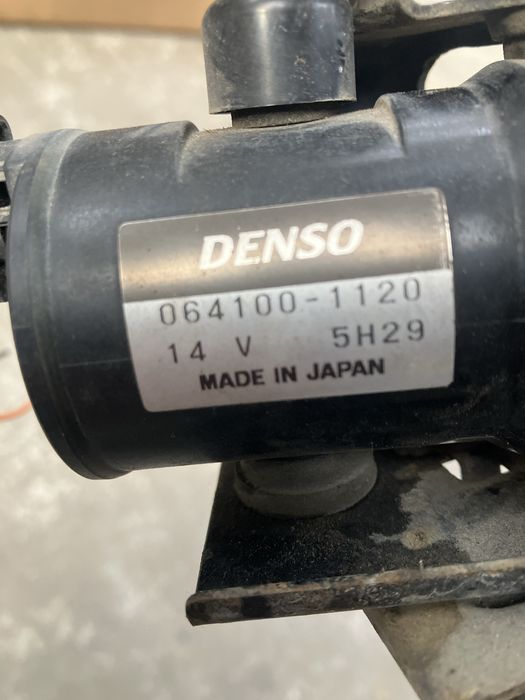 DENSO
064100-1120
14 V 5H29
MADE IN JAPAN